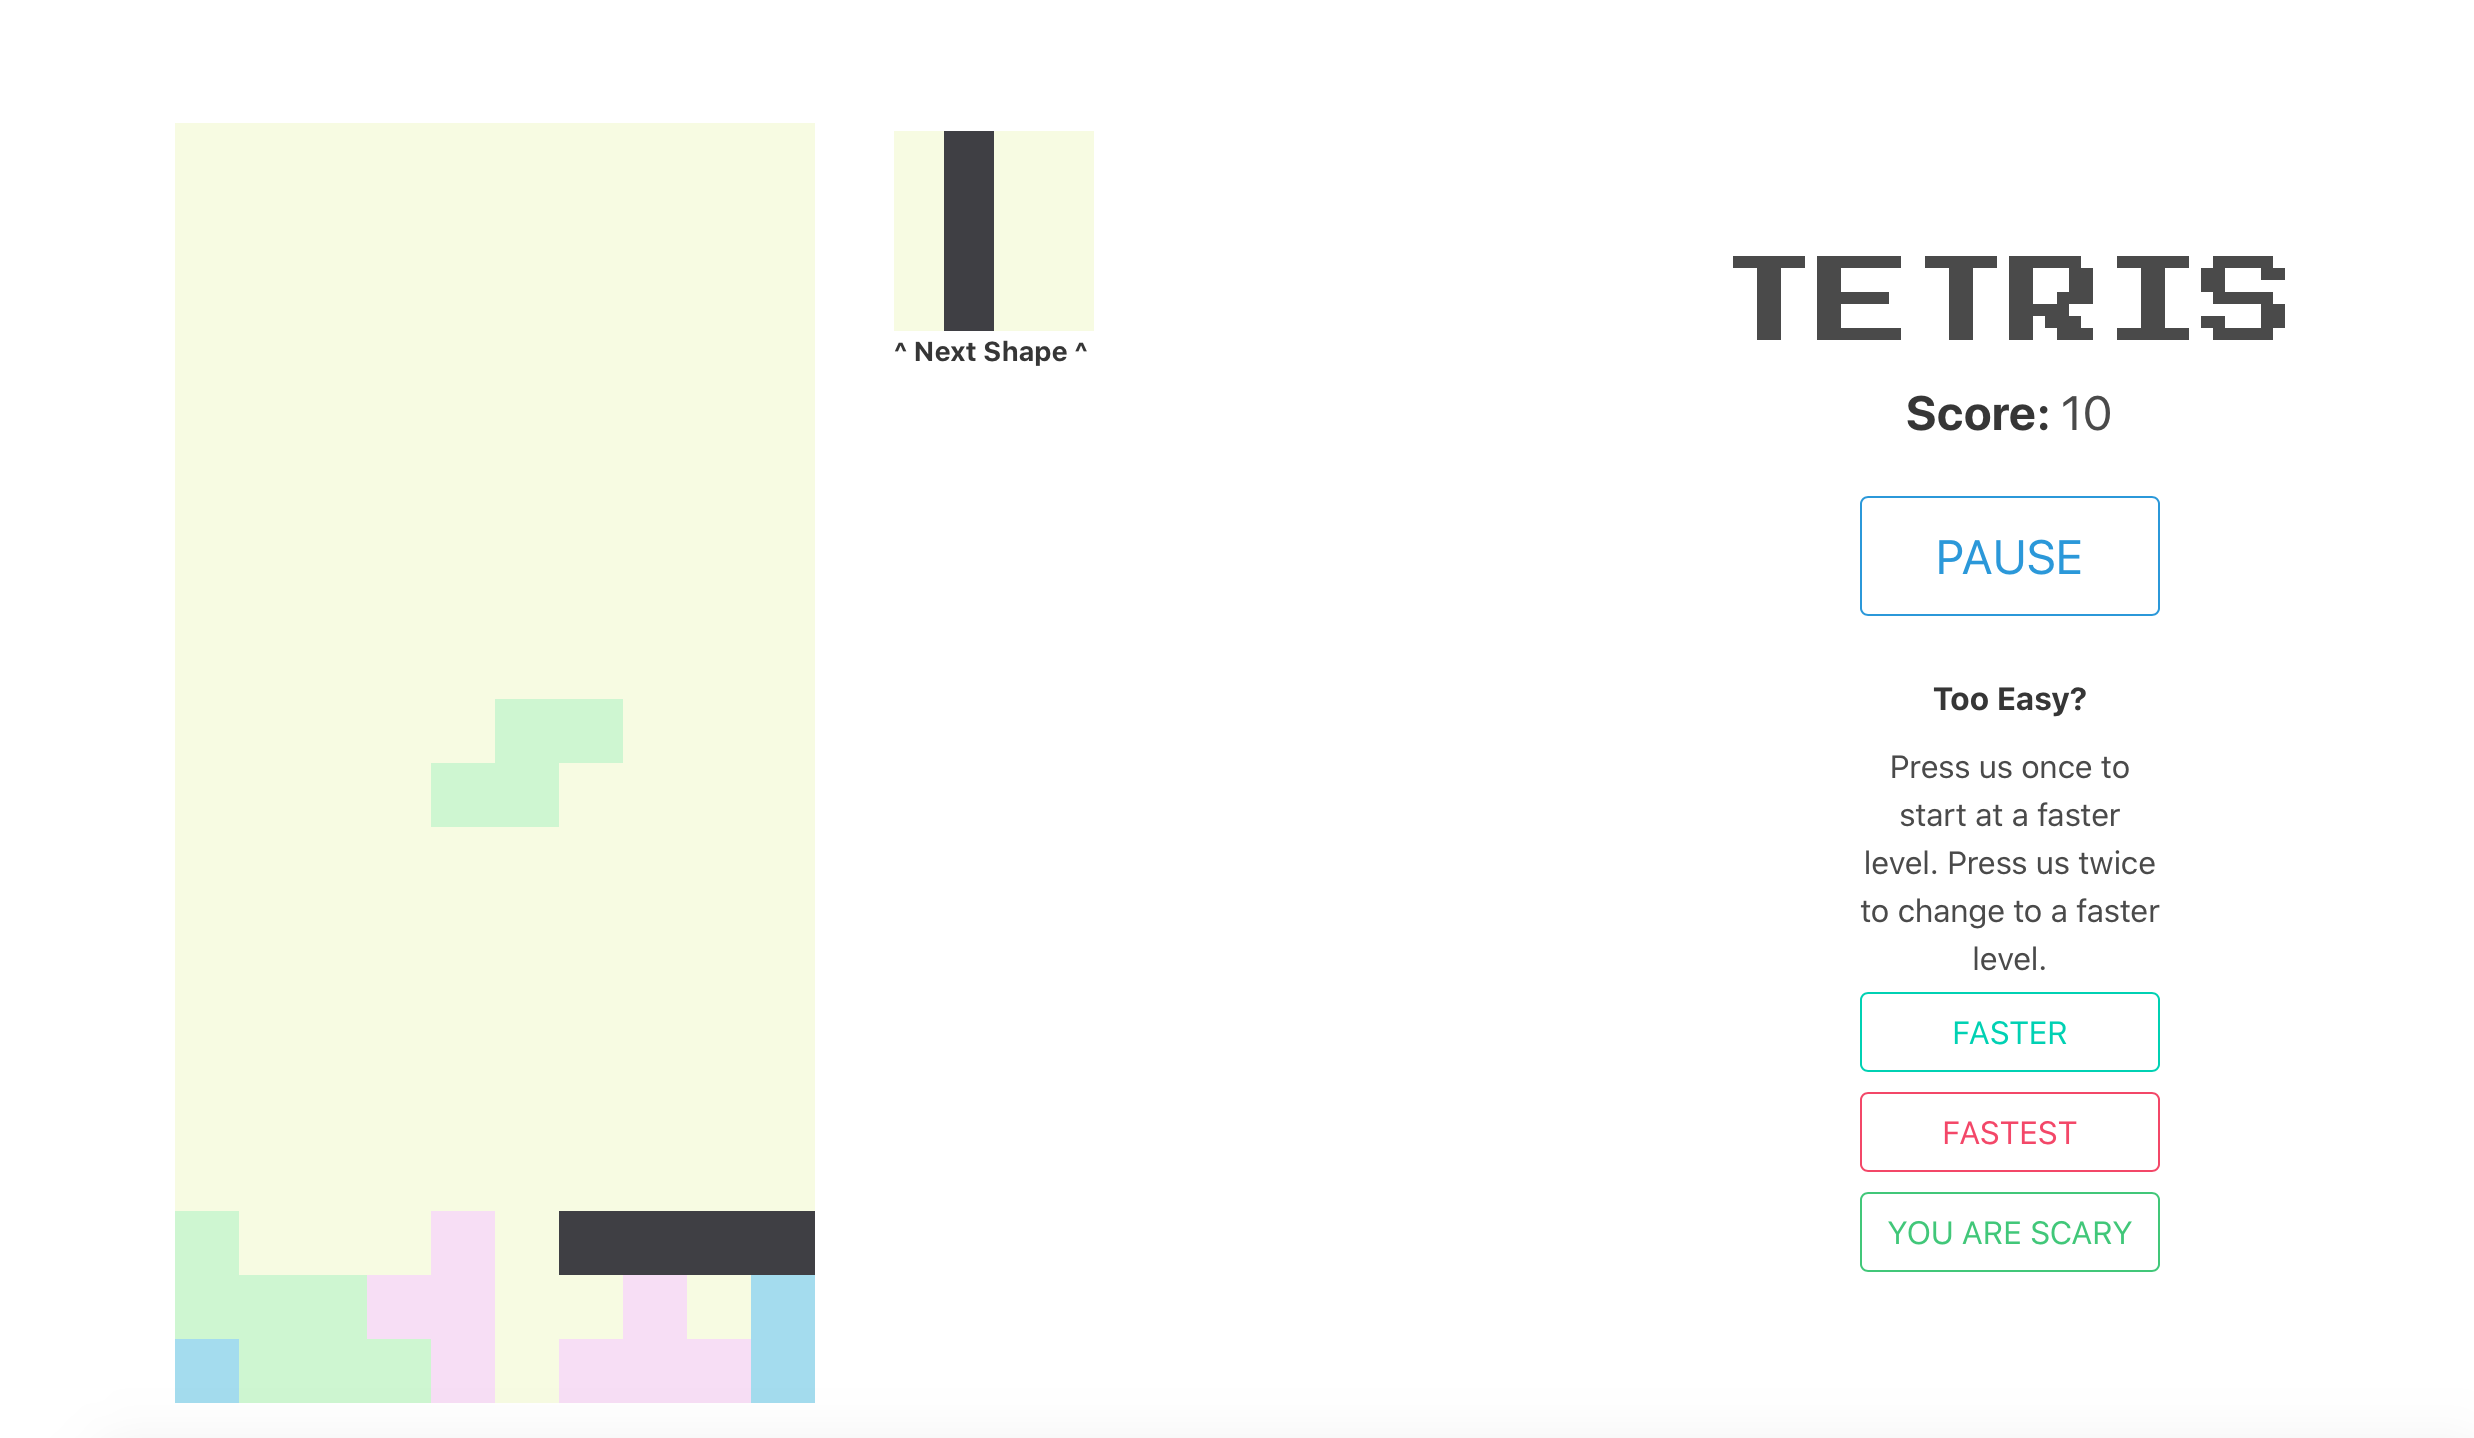 ^ Next Shape ^
TETRIS
Score: 10
PAUSE
Too Easy?
Press us once to
start at a faster
level. Press us twice
to change to a faster
level.
FASTER
FASTEST
YOU ARE SCARY